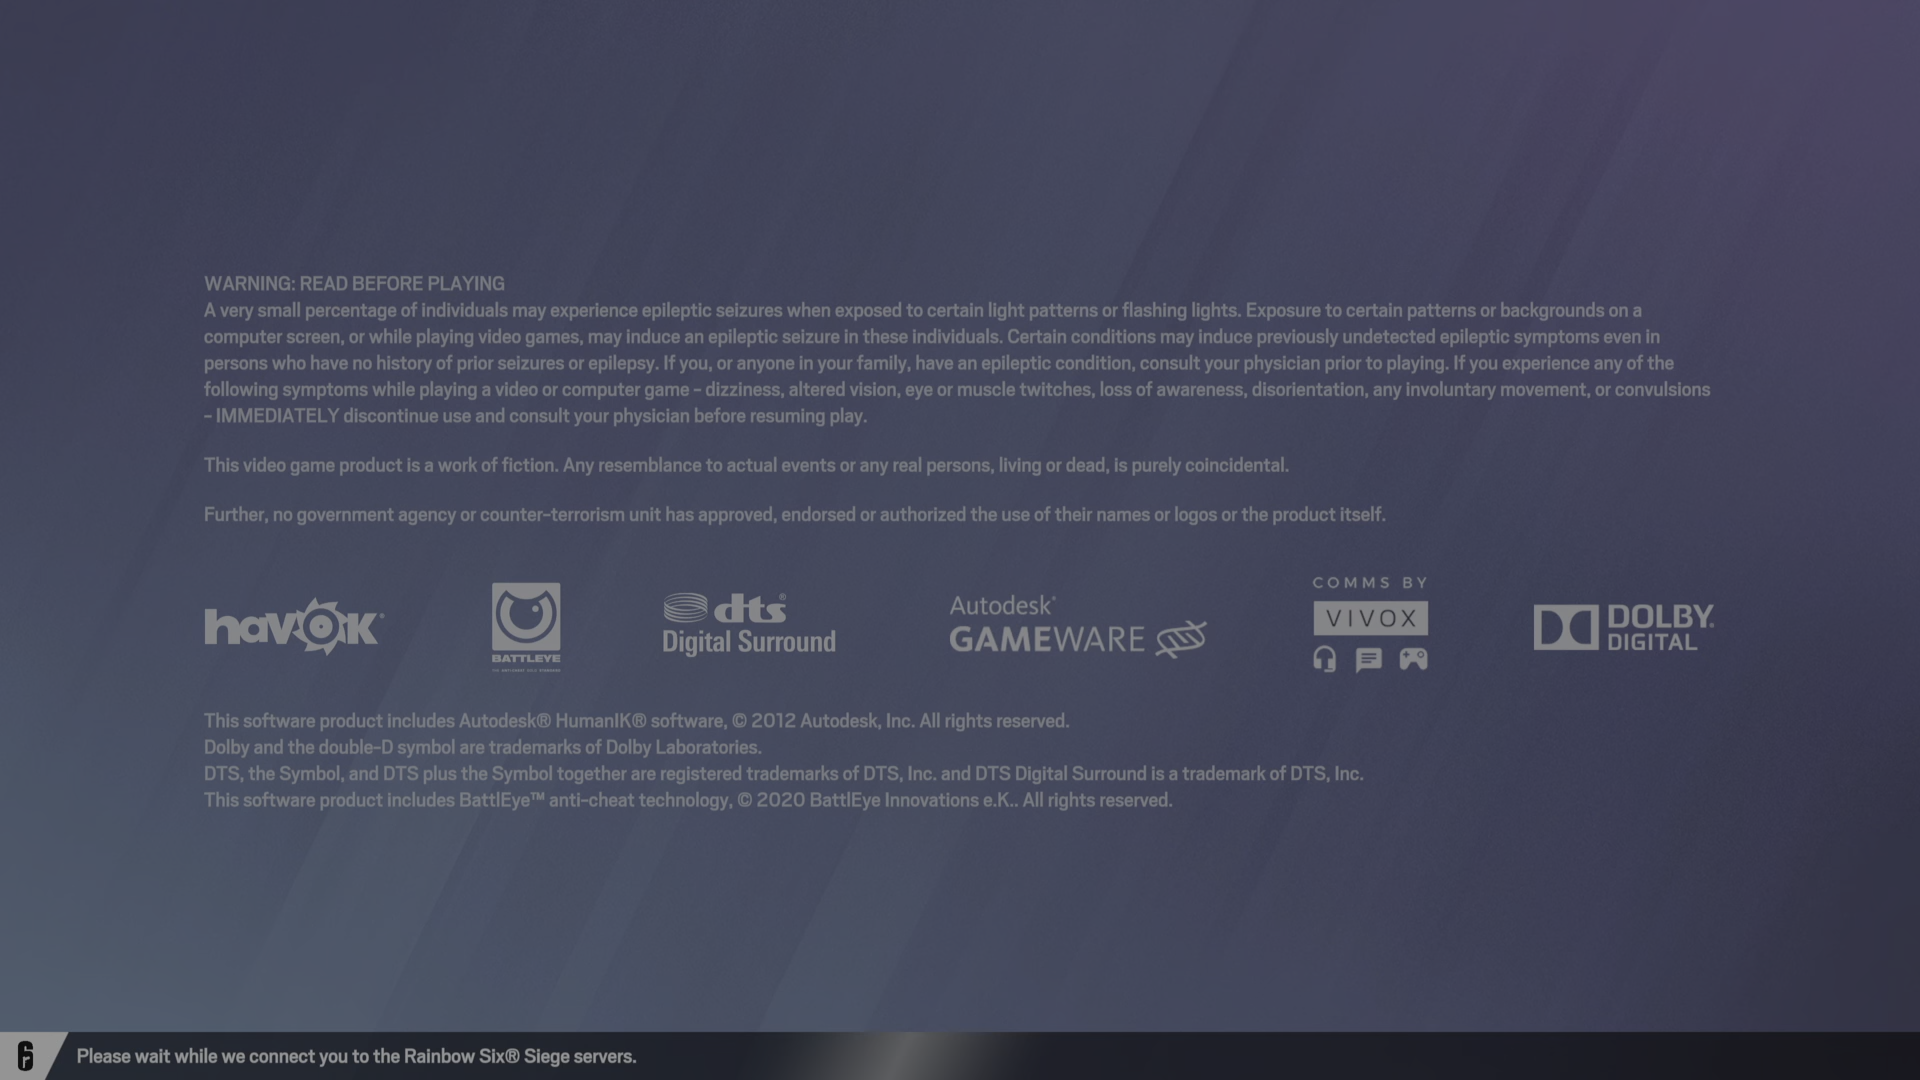 WARNING: READ BEFORE PLAYING
A very small percentage of individuals may experience epileptic seizures when exposed to certain light patterns or flashing lights. Exposure to certain patterns or backgrounds on a
computer screen, or while playing video games, may induce an epileptic seizure in these individuals. Certain conditions may induce previously undetected epileptic symptoms even in
persons who have no history of prior seizures or epilepsy. If you, or anyone in your family, have an epileptic condition, consult your physician prior to playing. If you experience any of the
following symptoms while playing a video or computer game - dizziness, altered vision, eye or muscle twitches, loss of awareness, disorientation, any involuntary movement, or convulsions
- IMMEDIATELY discontinue use and consult your physician before resuming play.
This video game product is a work of fiction. Any resemblance to actual events or any real persons, living or dead, is purely coincidental.
Further, no government agency or counter-terrorism unit has approved, endorsed or authorized the use of their names or logos or the product itself.
havok®
BATTLEYE
dts®
Digital Surround
Autodesk®
GAMEWARE
COMMS BY
VIVOX
DOLBY®
DIGITAL
This software product includes Autodesk® HumanIK® software, © 2012 Autodesk, Inc. All rights reserved.
Dolby and the double-D symbol are trademarks of Dolby Laboratories.
DTS, the Symbol, and DTS plus the Symbol together are registered trademarks of DTS, Inc. and DTS Digital Surround is a trademark of DTS, Inc.
This software product includes BattlEye™ anti-cheat technology, © 2020 BattlEye Innovations e.K.. All rights reserved.
Please wait while we connect you to the Rainbow Six® Siege servers.